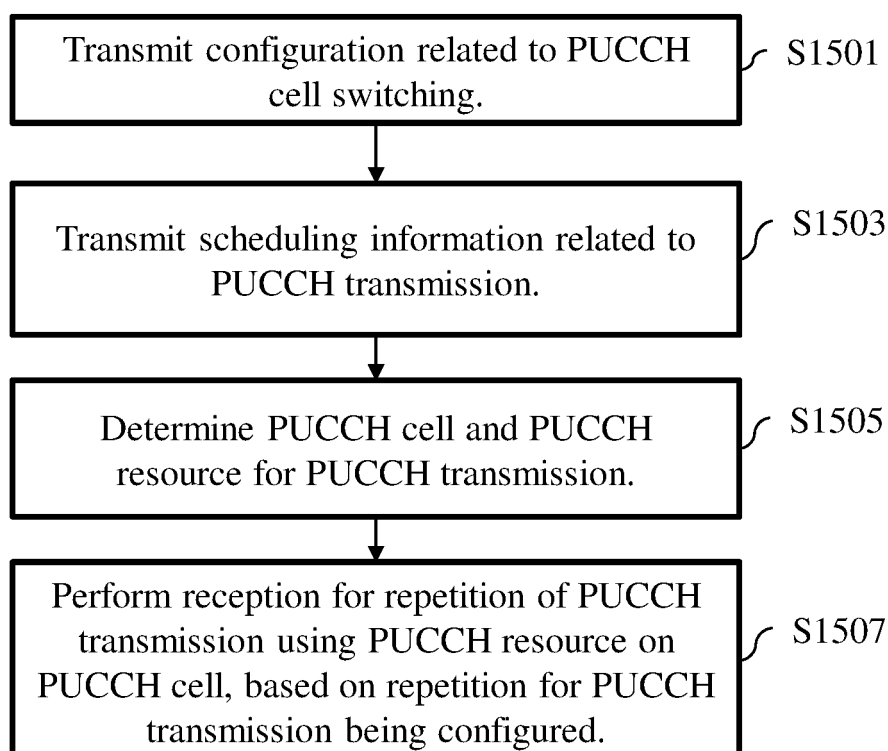 Transmit configuration related to PUCCH
cell switching.
S1501
Transmit scheduling information related to
PUCCH transmission.
S1503
Determine PUCCH cell and PUCCH
resource for PUCCH transmission.
S1505
Perform reception for repetition of PUCCH
transmission using PUCCH resource on
PUCCH cell, based on repetition for PUCCH
transmission being configured.
S1507